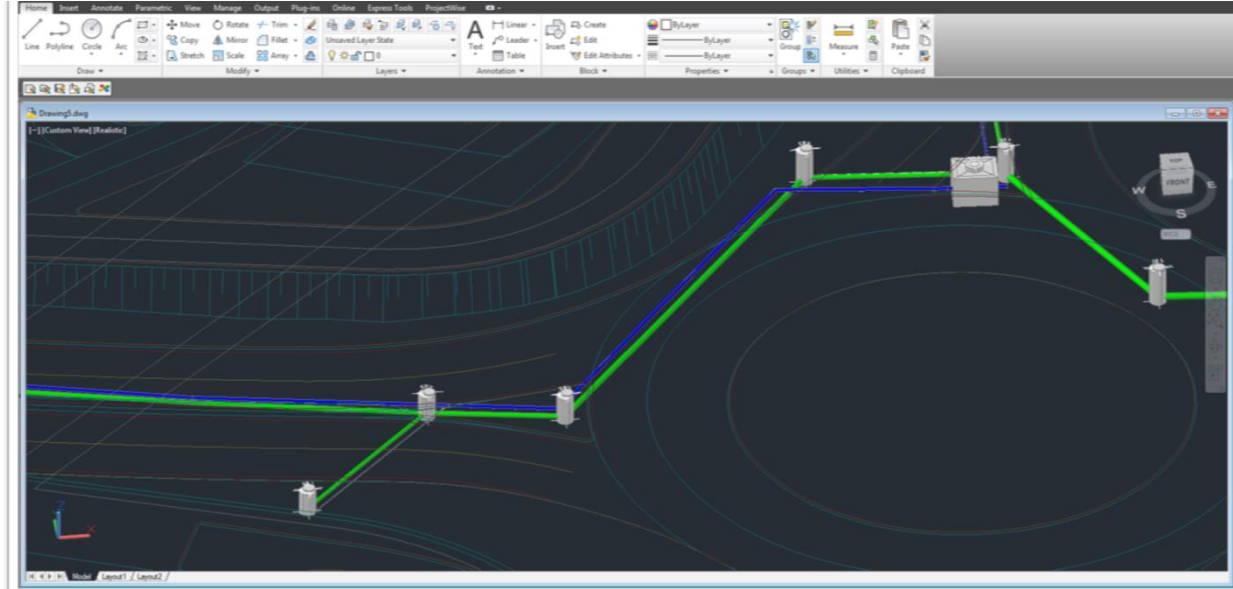 Home Insert Annotate Parametric View Manage Output Plug-ins Online Express Tools ProjectWise
Line Polyline Circle Arc
Move Rotate Trim
Copy Mirror Fillet
Stretch Scale Array
Unsaved Layer State
0
Text
Linear
Leader
Table
Insert
Create
Edit
Edit Attributes
ByLayer
ByLayer
ByLayer
Group
Measure
Paste
Draw Modify Layers Annotation Block Properties Groups Utilities Clipboard
Drawing5.dwg
[-][Custom View][Realistic]
TOP
FRONT
W E
S
WCS
Z
X
Model Layout1 Layout2